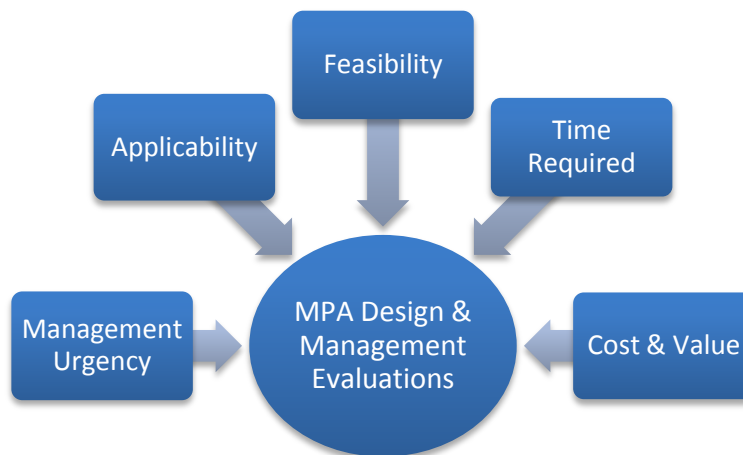 Feasibility
Applicability
Time
Required
Management
Urgency
MPA Design &
Management
Evaluations
Cost & Value